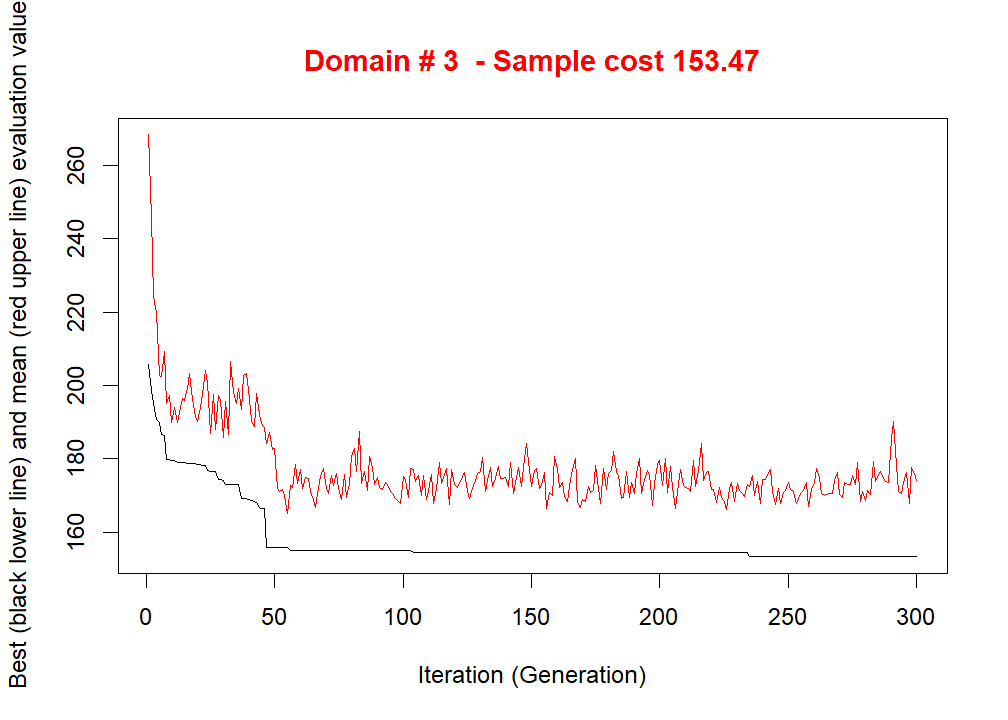 Domain # 3  - Sample cost 153.47
Best (black lower line) and mean (red upper line) evaluation value
260
240
220
200
180
160
0 50 100 150 200 250 300
Iteration (Generation)